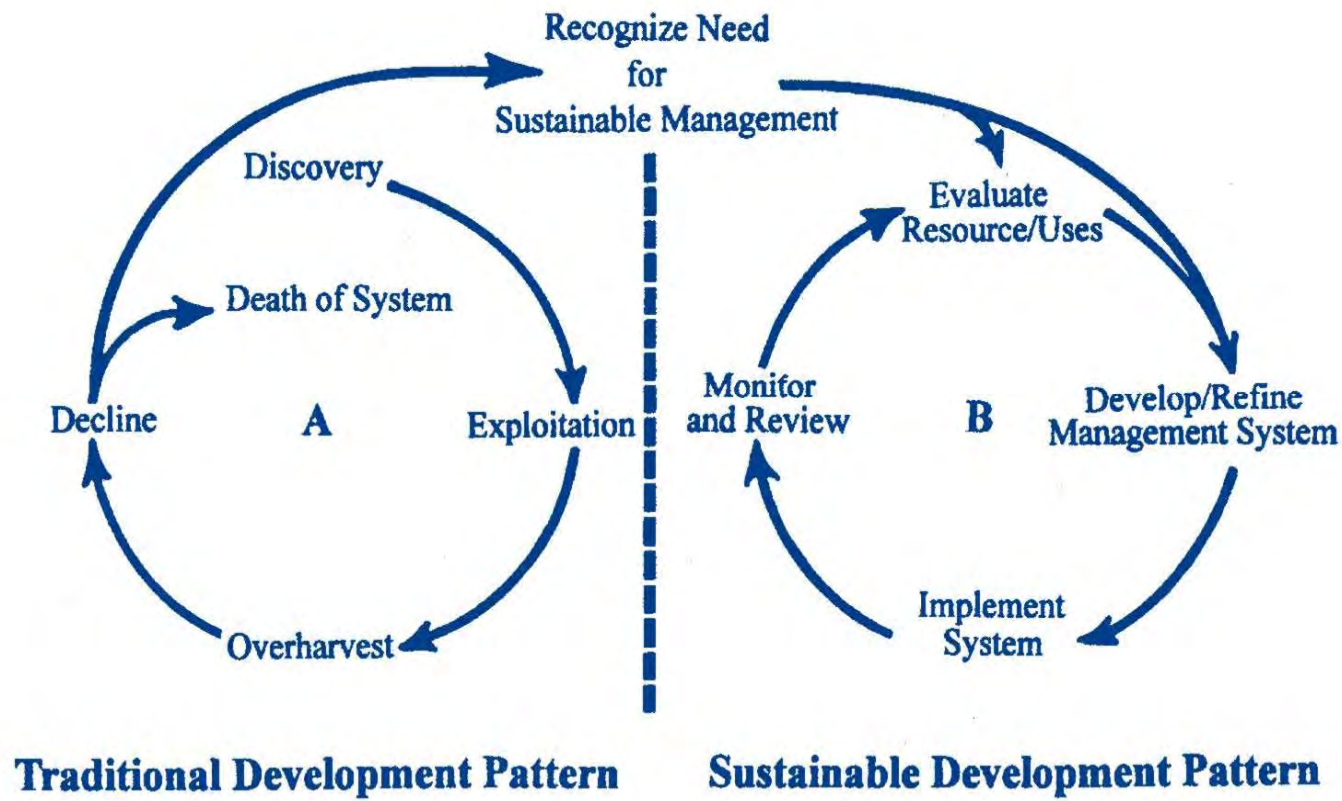 Recognize Need
for
Sustainable Management
Discovery
Death of System
Decline
A
Exploitation
Overharvest
Evaluate
Resource/Uses
Monitor
and Review
B
Develop/Refine
Management System
Implement
System
Traditional Development Pattern
Sustainable Development Pattern